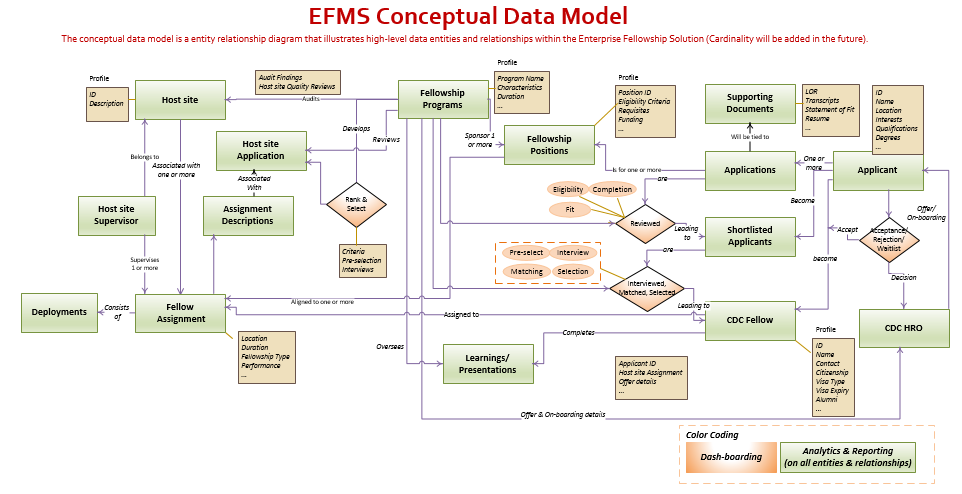 EFMS Conceptual Data Model
The conceptual data model is a entity relationship diagram that illustrates high-level data entities and relationships within the Enterprise Fellowship Solution (Cardinality will be added in the future).
Profile
ID
Description
Host site
Audit Findings
Host site Quality Reviews
Audits
Fellowship
Programs
Profile
Program Name
Characteristics
Duration
...
Profile
Position ID
Eligibility Criteria
Requisites
Funding
...
Supporting
Documents
LOR
Transcripts
Statement of Fit
Resume
...
ID
Name
Location
Interests
Qualifications
Degrees
...
Develops
Reviews
Sponsor 1
or more
Fellowship
Positions
Will be tied to
Host site
Application
Belongs to
Associated with
one or more
Associated
With
Is for one or more
are
Applications
One or
more
Applicant
Host site
Supervisor
Assignment
Descriptions
Rank &
Select
Eligibility
Completion
Fit
Reviewed
Leading
to
Become
Shortlisted
Applicants
Offer/
On-boarding
Accept
Acceptance/
Rejection/
Waitlist
Criteria
Pre-selection
Interviews
Pre-select
Interview
Matching
Selection
are
become
Decision
Supervises
1 or more
Interviewed,
Matched, Selected
Leading to
Deployments
Consists
of
Fellow
Assignment
Aligned to one or more
Assigned to
CDC Fellow
CDC HRO
Completes
Profile
Location
Duration
Fellowship Type
Performance
...
Oversees
Learnings/
Presentations
Applicant ID
Host site Assignment
Offer details
...
ID
Name
Contact
Citizenship
Visa Type
Visa Expiry
Alumni
...
Offer & On-boarding details
Color Coding
Dash-boarding
Analytics & Reporting
(on all entities & relationships)